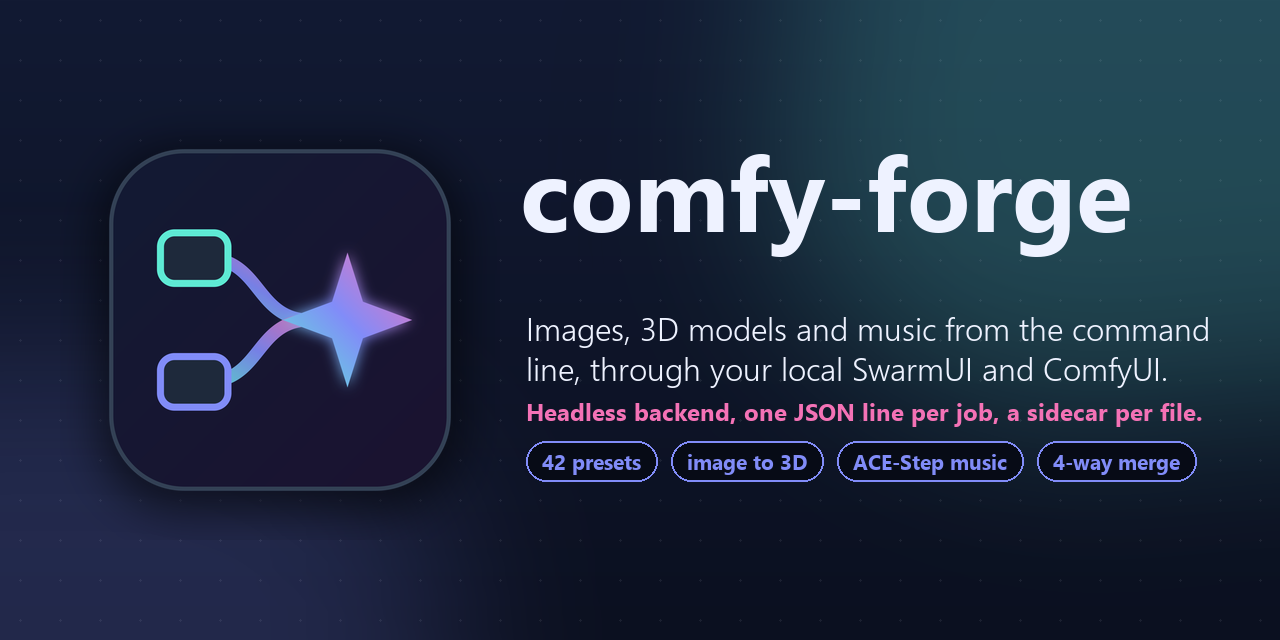 comfy-forge
Images, 3D models and music from the command
line, through your local SwarmUI and ComfyUI.
Headless backend, one JSON line per job, a sidecar per file.
42 presets
image to 3D
ACE-Step music
4-way merge